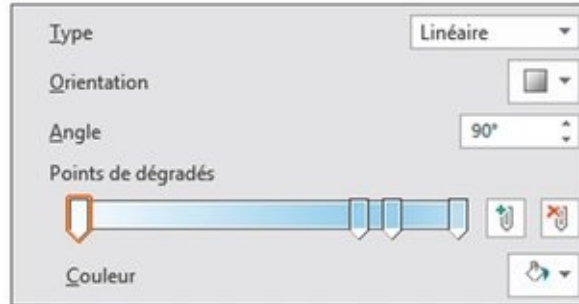 Type Linéaire
Orientation
Angle 90°
Points de dégradés
Couleur